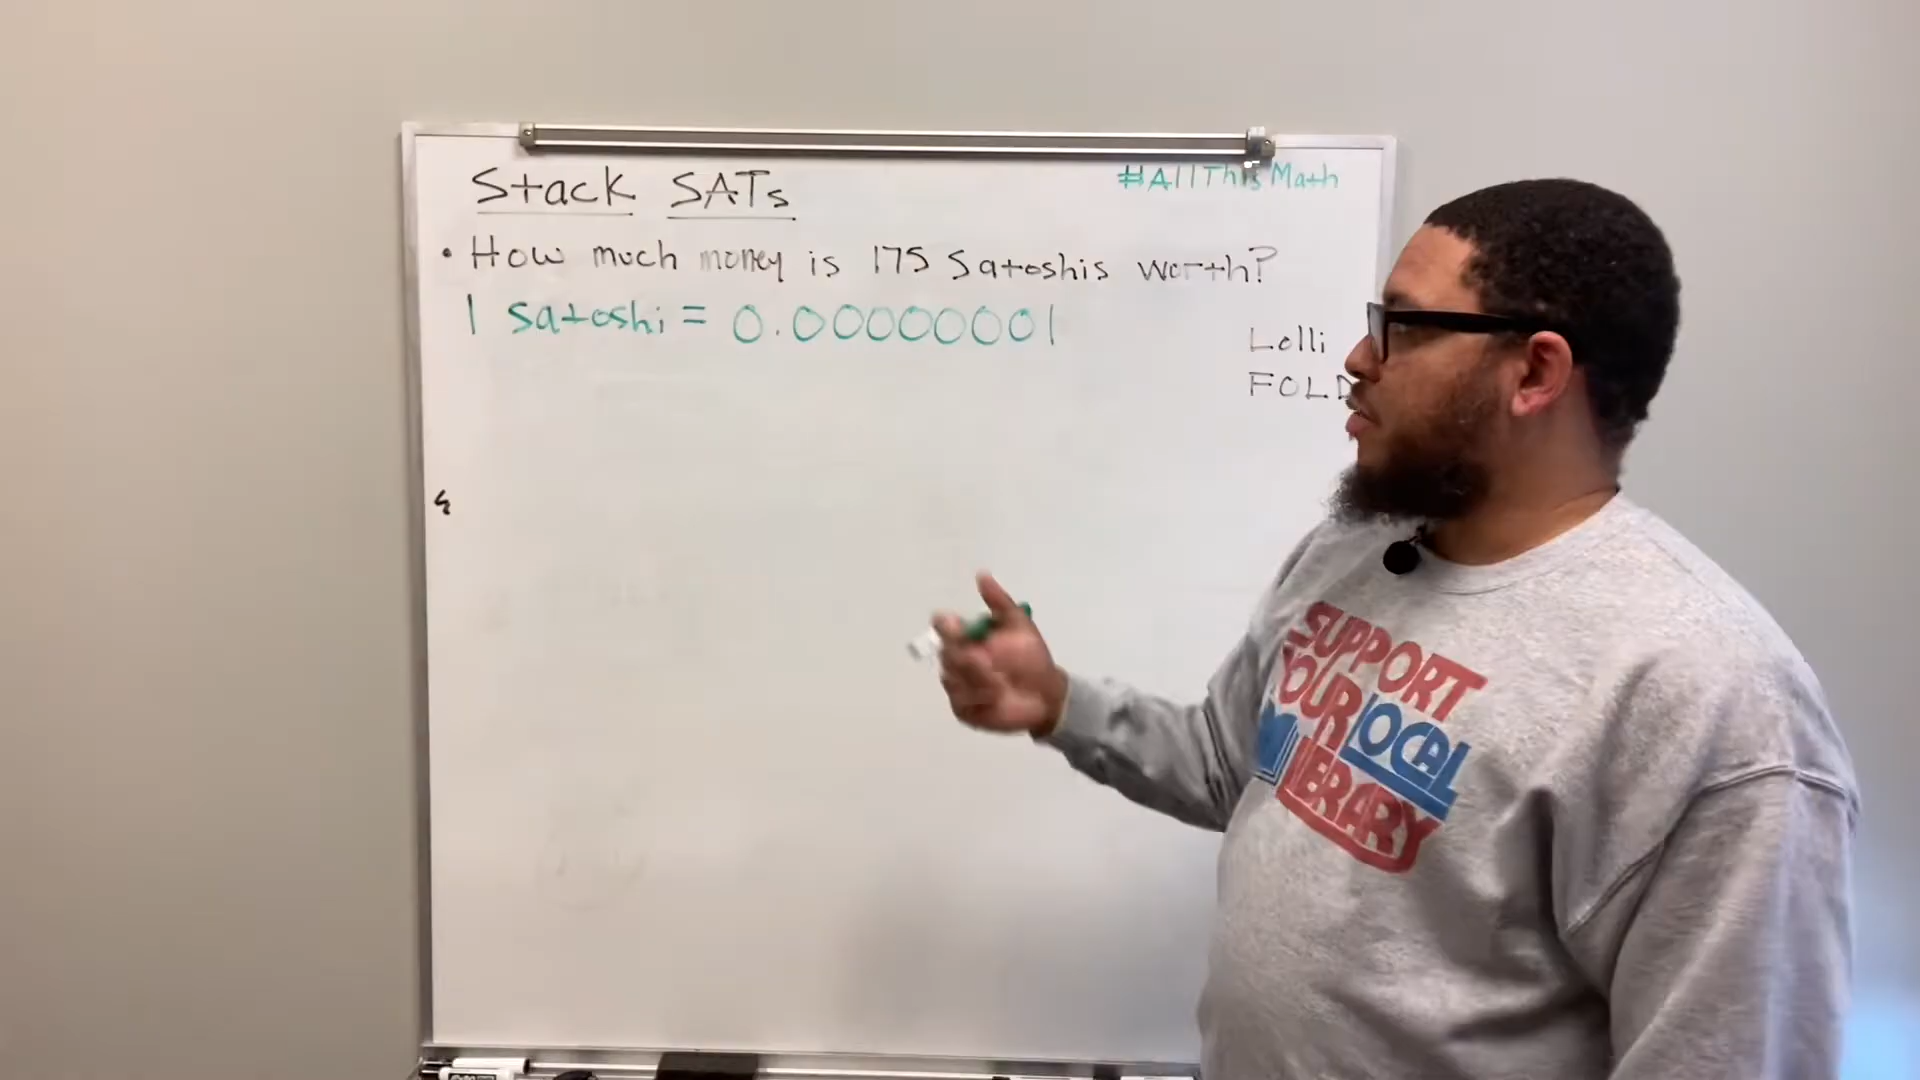 Stack SATs
#AllThisMath
• How much money is 175 Satoshis worth?
1 Satoshi = 0.00000001
Lolli
FOLD
SUPPORT
YOUR LOCAL
LIBRARY